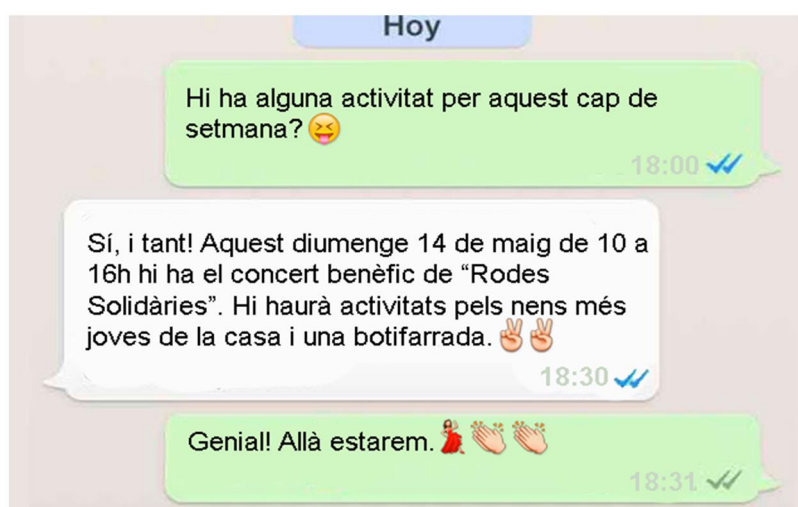 Hoy
Hi ha alguna activitat per aquest cap de
setmana?😝
18:00
Sí, i tant! Aquest diumenge 14 de maig de 10 a
16h hi ha el concert benèfic de “Rodes
Solidàries”. Hi haurà activitats pels nens més
joves de la casa i una botifarrada.✌✌
18:30
Genial! Allà estarem.💃👏👏
18:31